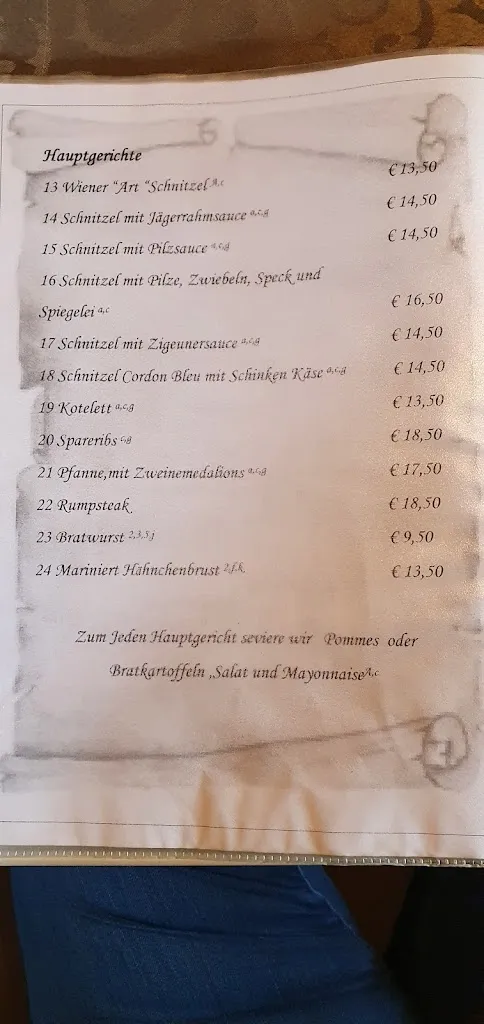 Hauptgerichte
13 Wiener "Art "Schnitzel A,c € 13,50
14 Schnitzel mit Jägerrahmsauce a,c,g € 14,50
15 Schnitzel mit Pilzsauce a,c,g € 14,50
16 Schnitzel mit Pilze, Zwiebeln, Speck und
Spiegelei a,c € 16,50
17 Schnitzel mit Zigeunersauce a,c,g € 14,50
18 Schnitzel Cordon Bleu mit Schinken Käse a,c,g € 14,50
19 Kotelett a,c,g € 13,50
20 Spareribs c,g € 18,50
21 Pfanne,mit Zweinemedalions a,c,g € 17,50
22 Rumpsteak € 18,50
23 Bratwurst 2,3,5,j € 9,50
24 Mariniert Hähnchenbrust 2,f,k € 13,50
Zum Jeden Hauptgericht seviere wir Pommes oder
Bratkartoffeln ,Salat und Mayonnaise A,c